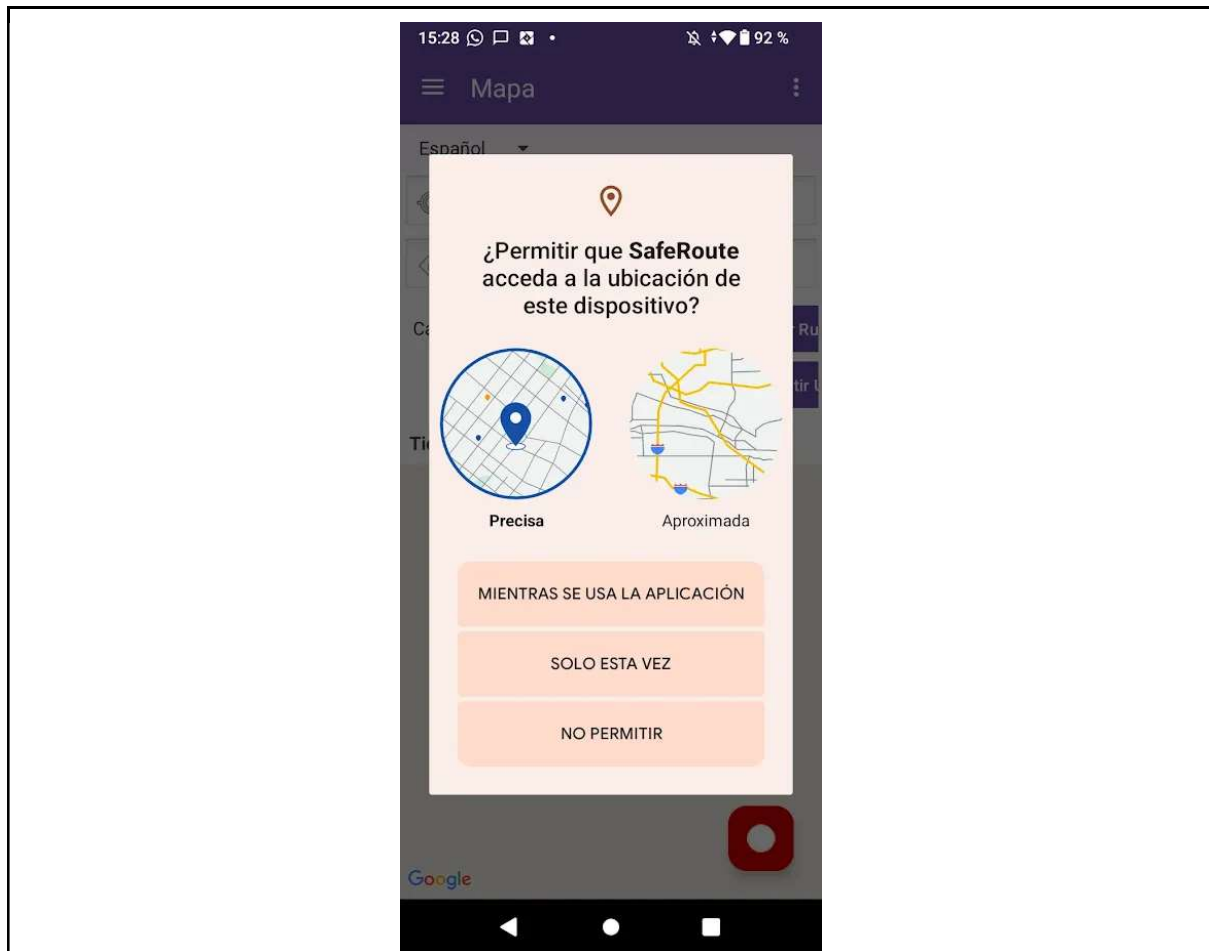 15:28 92 %
Mapa
Español
¿Permitir que SafeRoute
acceda a la ubicación de
este dispositivo?
Ru
Precisa Aproximada
MIENTRAS SE USA LA APLICACIÓN
SOLO ESTA VEZ
NO PERMITIR
Google